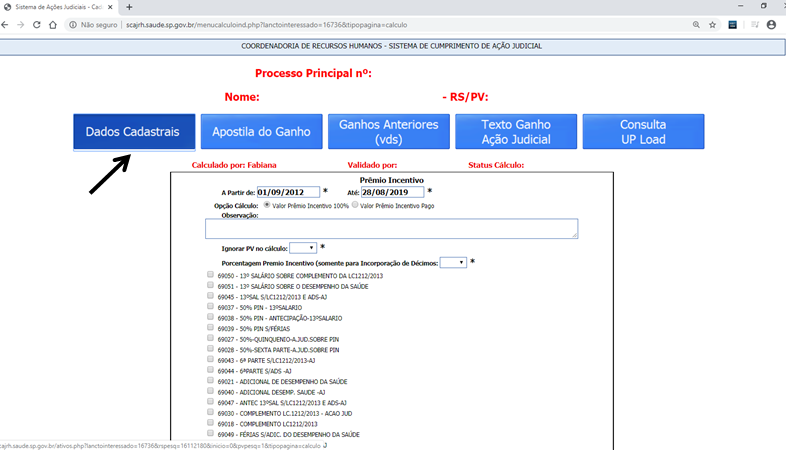 Sistema de Ações Judiciais - Cad
Não seguro | scajrh.saude.sp.gov.br/menucalculoind.php?lanctointeressado=16736&tipopagina=calculo
COORDENADORIA DE RECURSOS HUMANOS - SISTEMA DE CUMPRIMENTO DE AÇÃO JUDICIAL
Processo Principal nº:
Nome: - RS/PV:
Dados Cadastrais
Apostila do Ganho
Ganhos Anteriores
(vds)
Texto Ganho
Ação Judicial
Consulta
UP Load
Calculado por: Fabiana Validado por: Status Cálculo:
Prêmio Incentivo
A Partir de: 01/09/2012 * Até: 28/08/2019 *
Opção Cálculo: Valor Prêmio Incentivo 100% Valor Prêmio Incentivo Pago
Observação:
Ignorar PV no cálculo: *
Porcentagem Premio Incentivo (somente para Incorporação de Décimos: *
69050 - 13º SALÁRIO SOBRE COMPLEMENTO DA LC1212/2013
69051 - 13º SALÁRIO SOBRE O DESEMPENHO DA SAÚDE
69045 - 13ºSAL S/LC1212/2013 E ADS-AJ
69037 - 50% PIN - 13ºSALARIO
69038 - 50% PIN - ANTECIPAÇÃO-13ºSALARIO
69039 - 50% PIN S/FÉRIAS
69027 - 50%-QUINQUENIO-A.JUD.SOBRE PIN
69028 - 50%-SEXTA PARTE-A.JUD.SOBRE PIN
69043 - 6ª PARTE S/LC1212/2013-AJ
69044 - 6ªPARTE S/ADS -AJ
69021 - ADICIONAL DE DESEMPENHO DA SAÚDE
69040 - ADICIONAL DESEMP. SAUDE -AJ
69047 - ANTEC 13ºSAL S/LC1212/2013 E ADS-AJ
69030 - COMPLEMENTO LC.1212/2013 - ACAO JUD
69018 - COMPLEMENTO LC1212/2013
69049 - FÉRIAS S/ADIC. DO DESEMPENHO DA SAÚDE
scajrh.saude.sp.gov.br/ativos.php?lanctointeressado=16736&rspesq=16112180&inicio=0&pvpesq=1&tipopagina=calculo